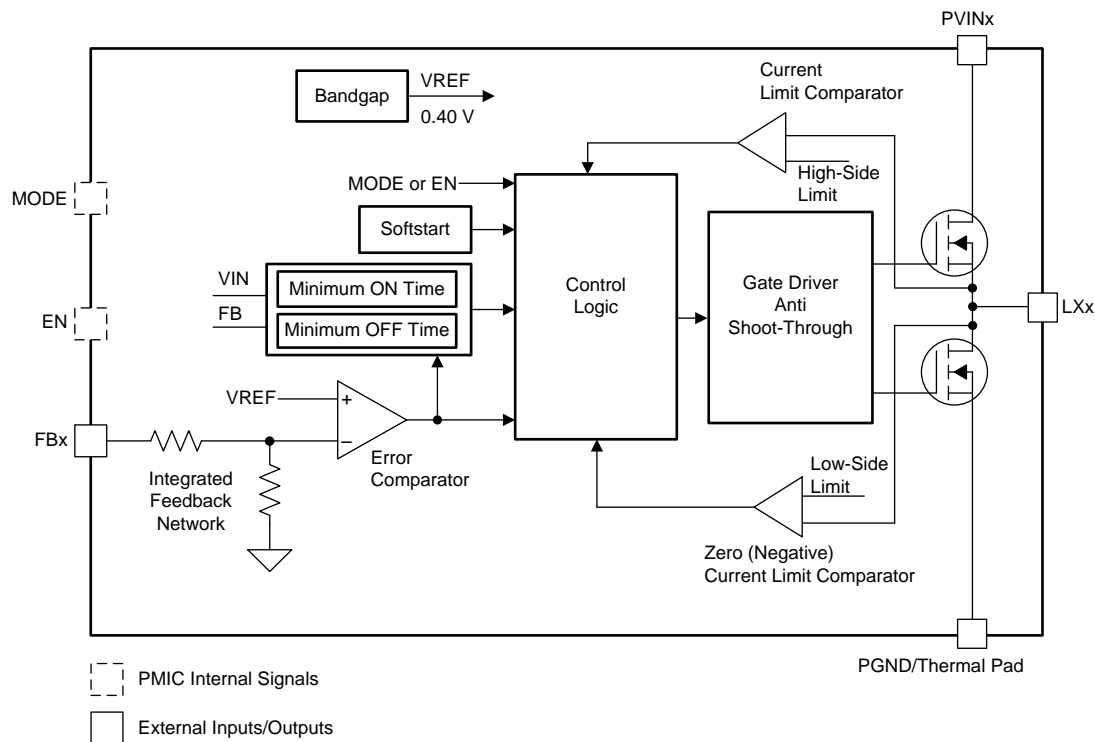 PVINx
Current
Limit Comparator
VREF
Bandgap
0.40 V
High-Side
Limit
MODE
MODE or EN
Softstart
VIN
Minimum ON Time
FB
Minimum OFF Time
Control
Logic
Gate Driver
Anti
Shoot-Through
EN
LXx
VREF
+
−
FBx
Error
Comparator
Integrated
Feedback
Network
Low-Side
Limit
Zero (Negative)
Current Limit Comparator
PGND/Thermal Pad
PMIC Internal Signals
External Inputs/Outputs